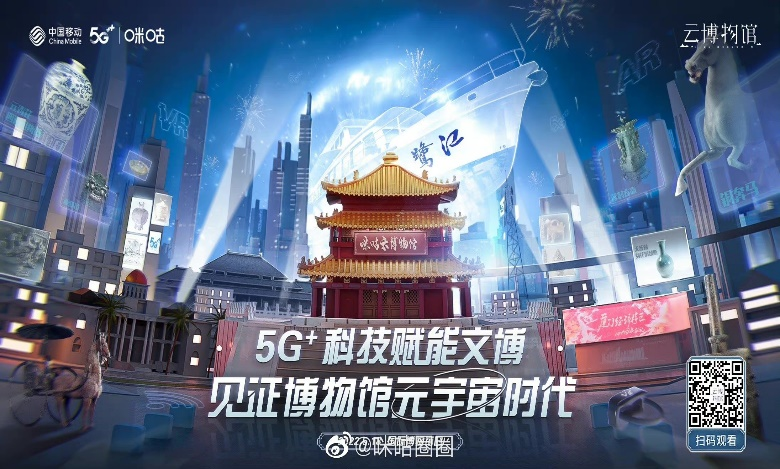 中国移动
China Mobile
5G++
咪咕
云博物馆
VR
AR
鹭江
咪咕云博物馆
5G+ 科技赋能文博
见证博物馆元宇宙时代
@咪咕圈圈
扫码观看